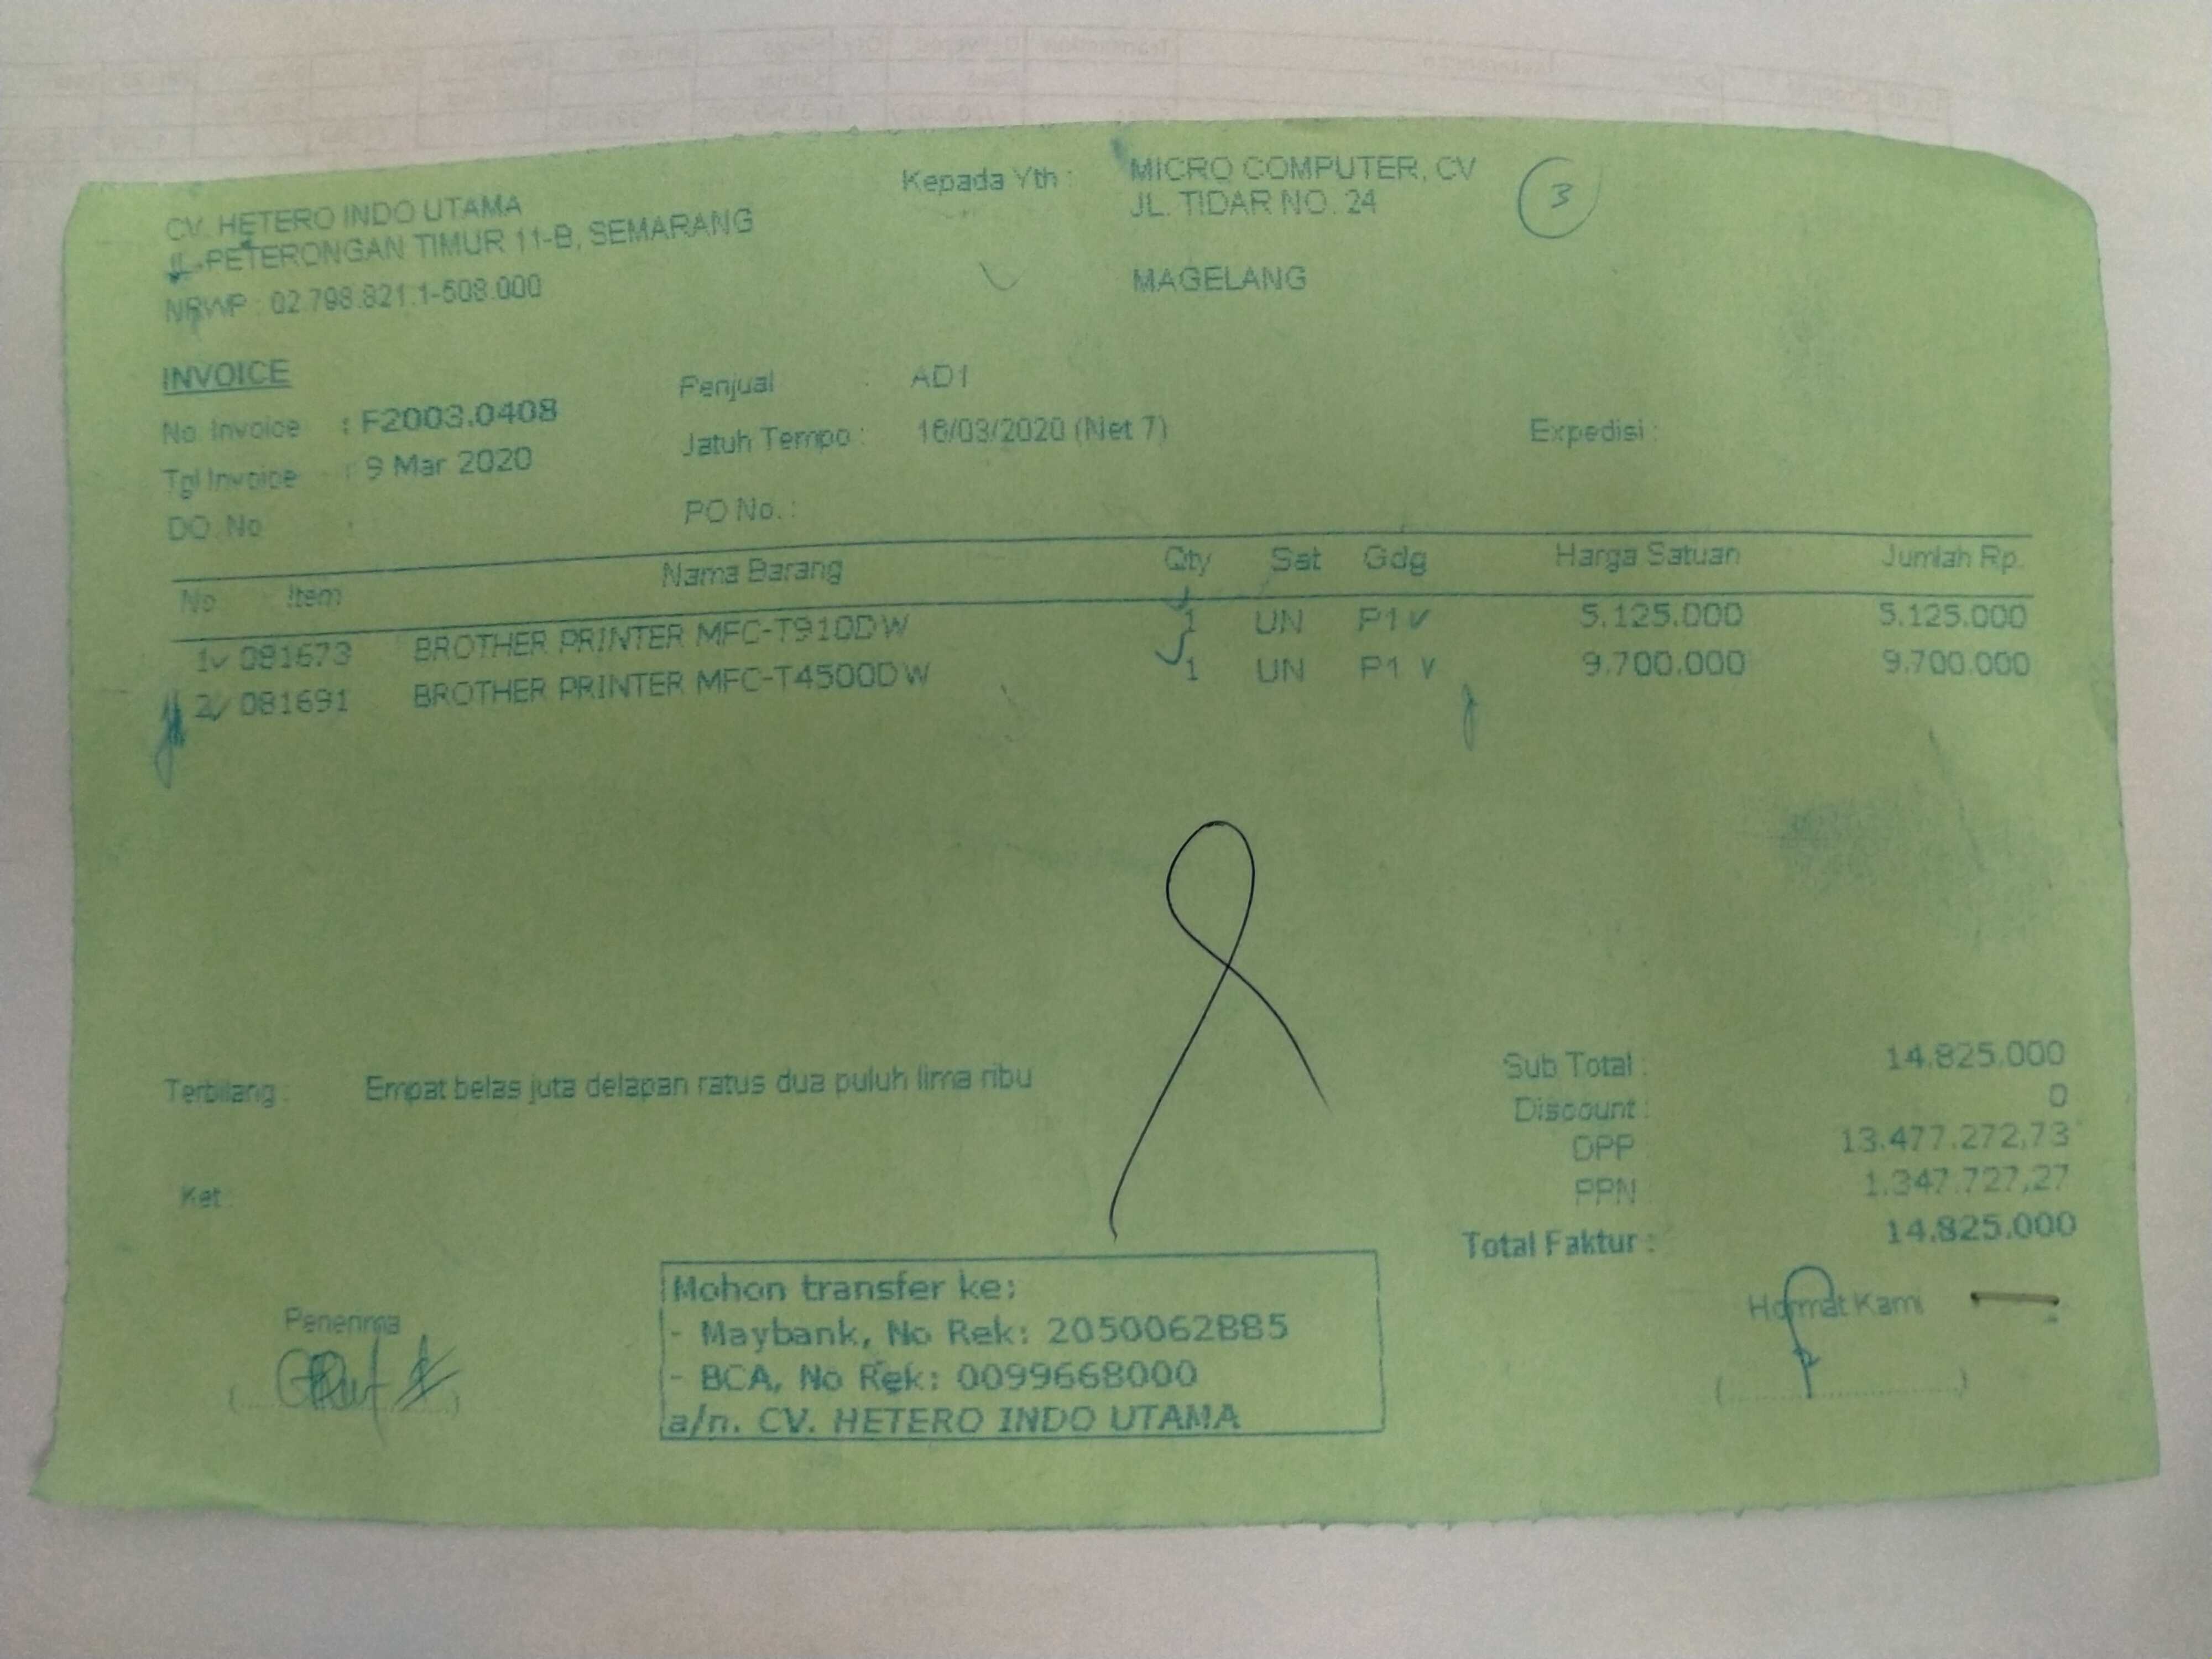 CV. HETERO INDO UTAMA
JL. PETERONGAN TIMUR 11-B, SEMARANG
NPWP : 02.798.821.1-508.000
Kepada Yth :
MICRO COMPUTER, CV
JL. TIDAR NO. 24
MAGELANG
3
INVOICE
No. Invoice : F2003.0408
Tgl Invoice : 9 Mar 2020
DO. No :
Penjual : AD1
Jatuh Tempo : 16/03/2020 (Net 7)
PO No. :
Expedisi :
No Item Nama Barang Qty Sat Gdg Harga Satuan Jumlah Rp.
1 081673 BROTHER PRINTER MFC-T910DW 1 UN P1 5.125.000 5.125.000
2 081691 BROTHER PRINTER MFC-T4500DW 1 UN P1 9.700.000 9.700.000
Terbilang : Empat belas juta delapan ratus dua puluh lima ribu
Ket :
Sub Total : 14.825.000
Discount : 0
DPP 13.477.272,73
PPN 1.347.727,27
Total Faktur : 14.825.000
Penerima
Mohon transfer ke:
- Maybank, No Rek: 2050062885
- BCA, No Rek: 0099668000
a/n. CV. HETERO INDO UTAMA
Hormat Kami